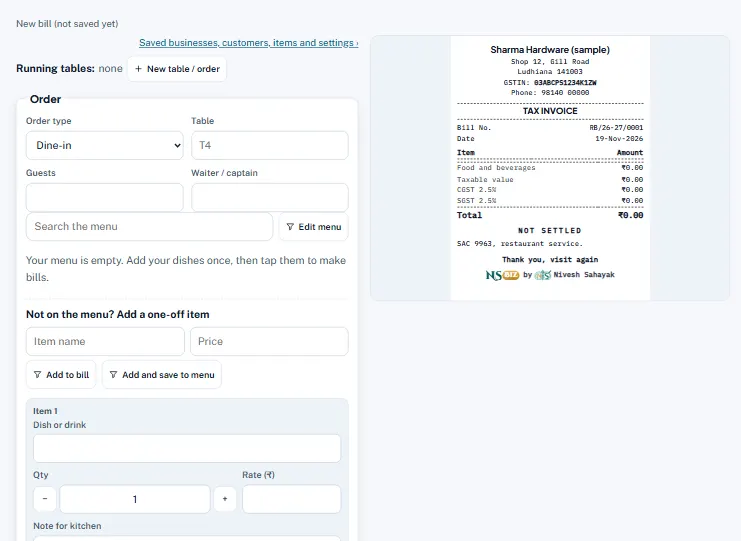 New bill (not saved yet)
Saved businesses, customers, items and settings ›
Running tables: none + New table / order
Order
Order type
Table
Dine-in
T4
Guests
Waiter / captain
Search the menu
Edit menu
Your menu is empty. Add your dishes once, then tap them to make
bills.
Not on the menu? Add a one-off item
Item name
Price
Add to bill
Add and save to menu
Item 1
Dish or drink
Qty
Rate (₹)
−
1
+
Note for kitchen
Sharma Hardware (sample)
Shop 12, Gill Road
Ludhiana 141003
GSTIN: 03ABCPS1234K1ZW
Phone: 98140 00000
TAX INVOICE
Bill No. RB/26-27/0001
Date 19-Nov-2026
Item Amount
Food and beverages ₹0.00
Taxable value ₹0.00
CGST 2.5% ₹0.00
SGST 2.5% ₹0.00
Total ₹0.00
NOT SETTLED
SAC 9963, restaurant service.
Thank you, visit again
NS BIZ by Nivesh Sahayak